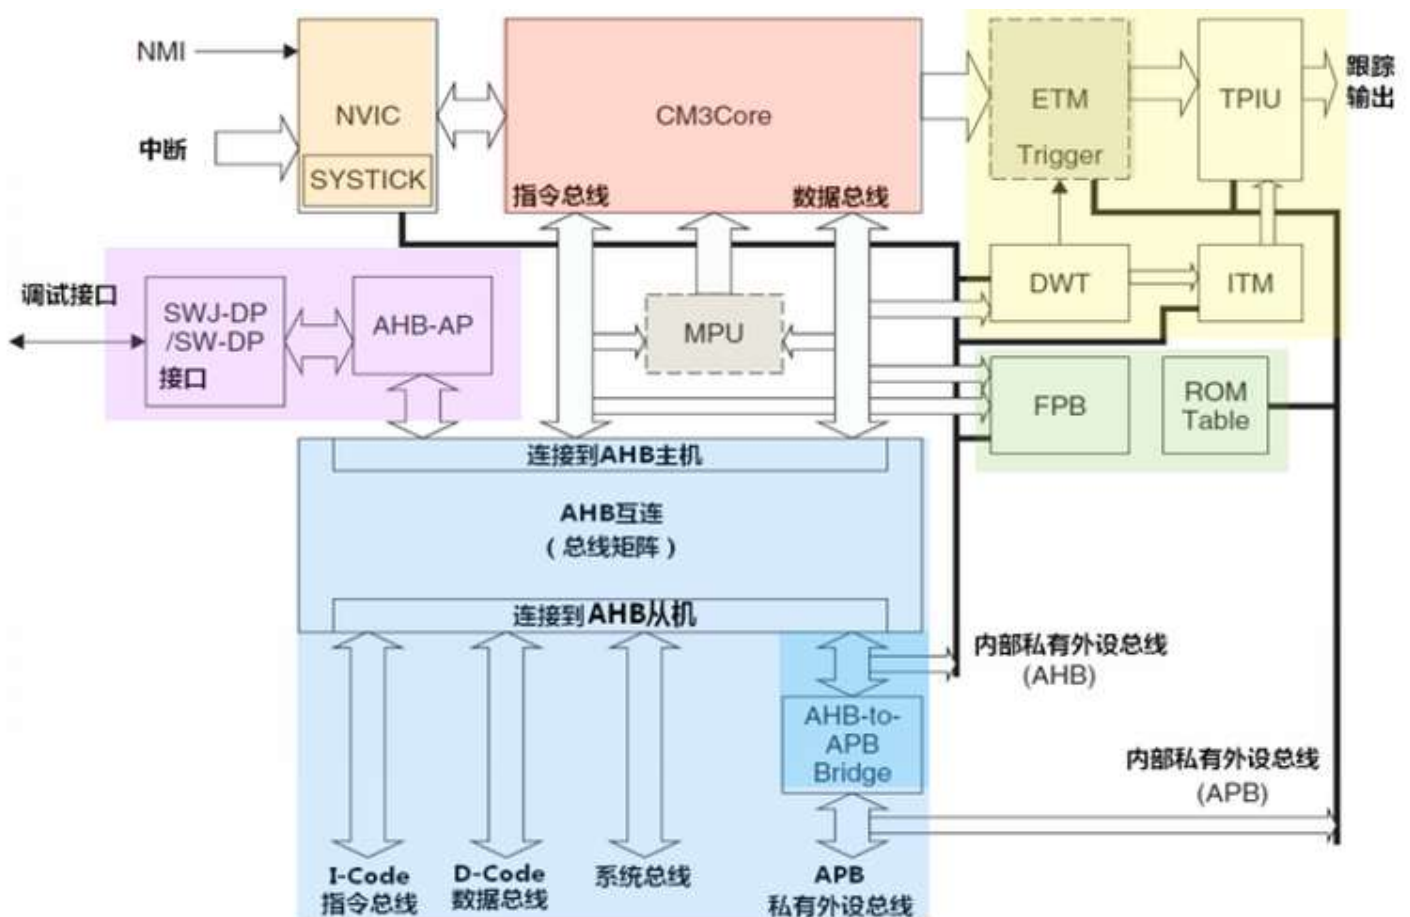 NMI
中断
NVIC
SYSTICK
CM3Core
指令总线
数据总线
ETM
Trigger
TPIU
跟踪
输出
调试接口
SWJ-DP
/SW-DP
接口
AHB-AP
MPU
DWT
ITM
FPB
ROM
Table
连接到AHB主机
AHB互连
(总线矩阵)
连接到AHB从机
内部私有外设总线
(AHB)
AHB-to-
APB
Bridge
内部私有外设总线
(APB)
I-Code
指令总线
D-Code
数据总线
系统总线
APB
私有外设总线